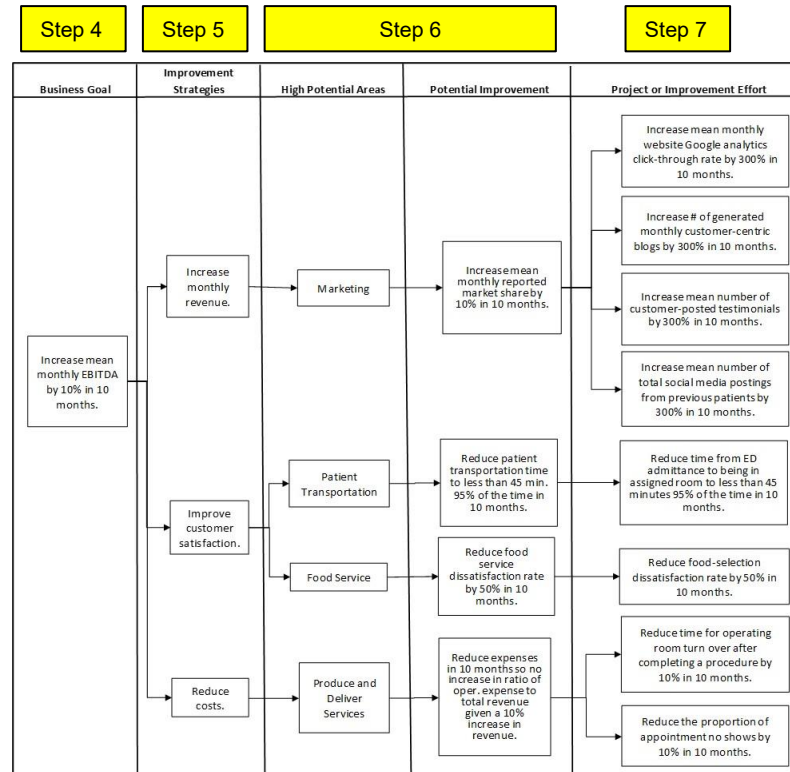 Step 4
Step 5
Step 6
Step 7
Business Goal
Improvement
Strategies
High Potential Areas
Potential Improvement
Project or Improvement Effort
Increase mean
monthly EBITDA
by 10% in 10
months.
Increase
monthly
revenue.
Marketing
Increase mean
monthly reported
market share by
10% in 10 months.
Increase mean monthly
website Google analytics
click-through rate by 300% in
10 months.
Increase # of generated
monthly customer-centric
blogs by 300% in 10 months.
Increase mean number of
customer-posted testimonials
by 300% in 10 months.
Increase mean number of
total social media postings
from previous patients by
300% in 10 months.
Improve
customer
satisfaction.
Patient
Transportation
Reduce patient
transportation time
to less than 45 min.
95% of the time in
10 months.
Reduce time from ED
admittance to being in
assigned room to less than 45
minutes 95% of the time in 10
months.
Food Service
Reduce food
service
dissatisfaction rate
by 50% in 10
months.
Reduce food-selection
dissatisfaction rate by 50% in
10 months.
Reduce
costs.
Produce and
Deliver
Services
Reduce expenses
in 10 months so no
increase in ratio of
oper. expense to
total revenue
given a 10%
increase in
revenue.
Reduce time for operating
room turn over after
completing a procedure by
10% in 10 months.
Reduce the proportion of
appointment no shows by
10% in 10 months.